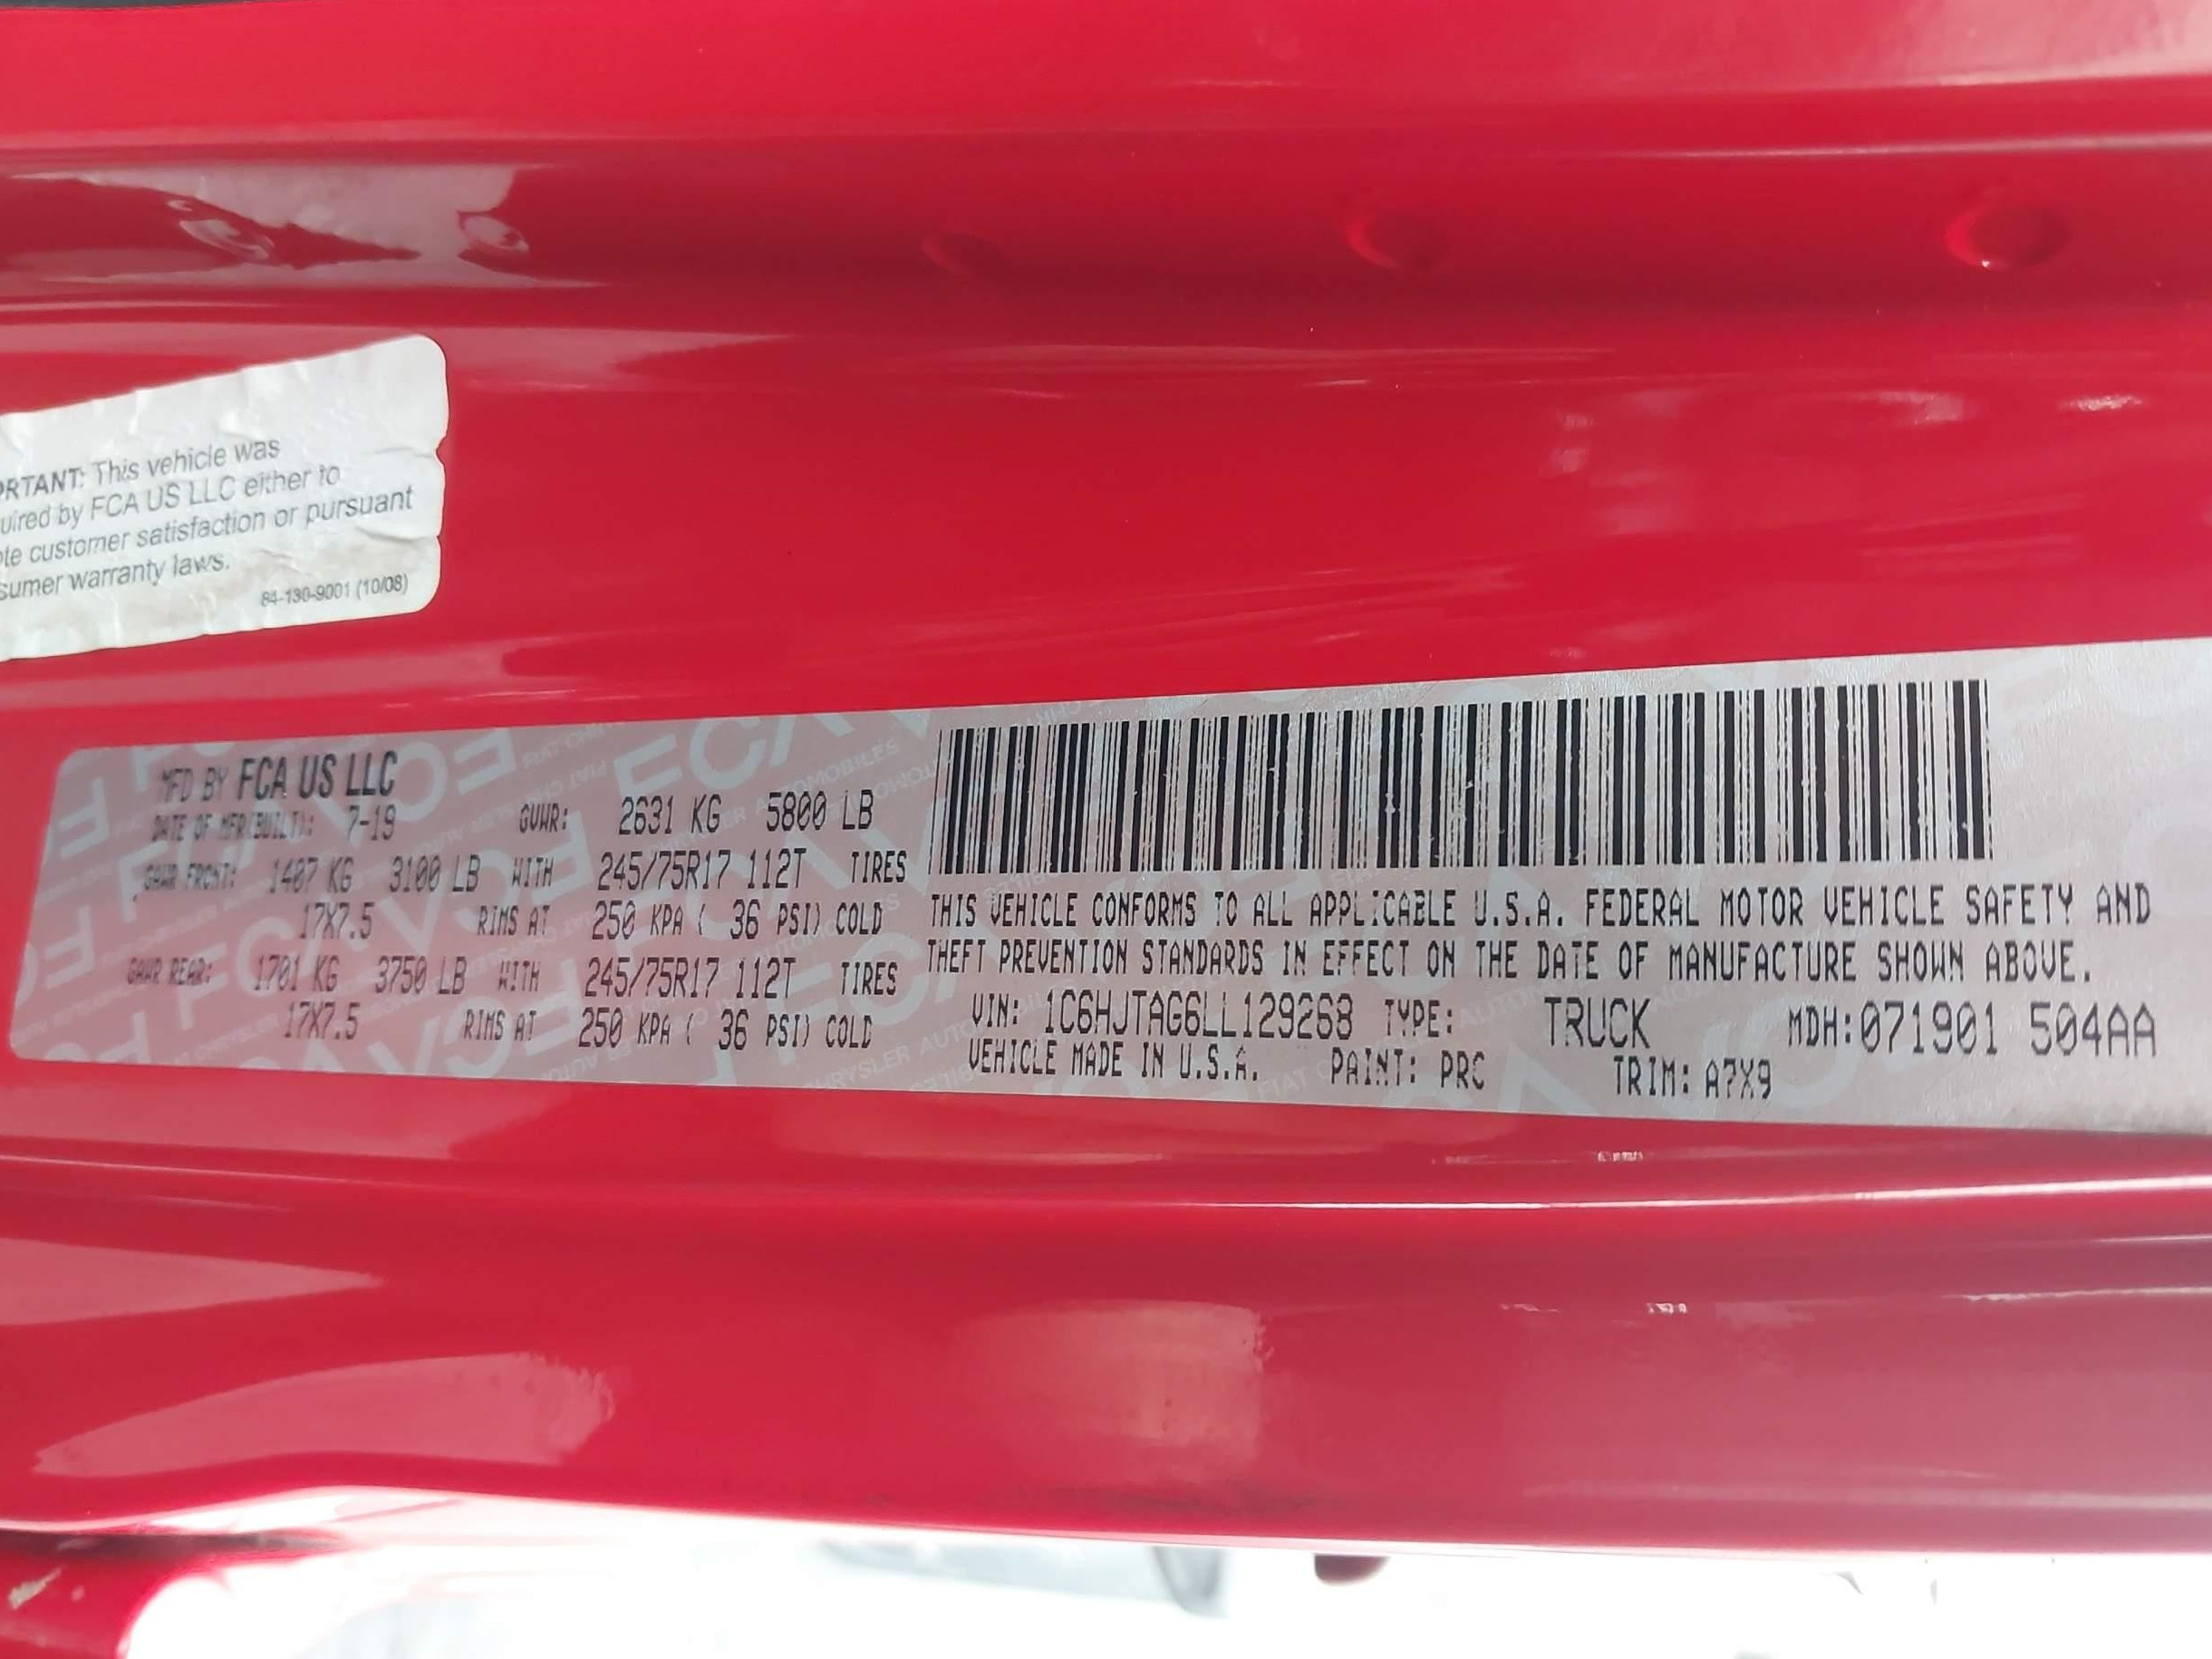 ORTANT: This vehicle was
uired by FCA US LLC either to
ote customer satisfaction or pursuant
sumer warranty laws.
84-130-9001 (10/08)
MFD BY FCA US LLC
DATE OF MFR(BUILT): 7-19 GVWR: 2631 KG 5800 LB
GAWR FRONT: 1407 KG 3100 LB WITH 245/75R17 112T TIRES
17X7.5 RIMS AT 250 KPA ( 36 PSI) COLD
GAWR REAR: 1701 KG 3750 LB WITH 245/75R17 112T TIRES
17X7.5 RIMS AT 250 KPA ( 36 PSI) COLD
THIS VEHICLE CONFORMS TO ALL APPLICABLE U.S.A. FEDERAL MOTOR VEHICLE SAFETY AND
THEFT PREVENTION STANDARDS IN EFFECT ON THE DATE OF MANUFACTURE SHOWN ABOVE.
VIN: 1C6HJTAG6LL129268 TYPE: TRUCK MDH:071901 504AA
VEHICLE MADE IN U.S.A. PAINT: PRC TRIM: A7X9